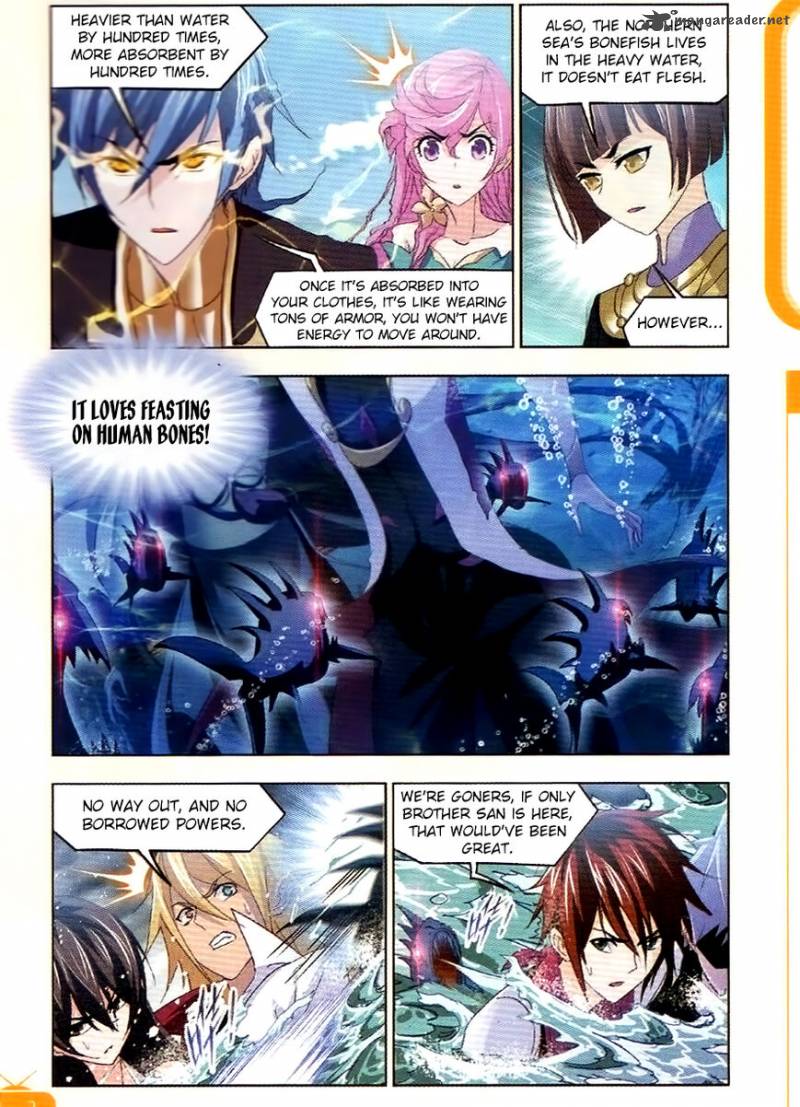 mangareader.net
HEAVIER THAN WATER
BY HUNDRED TIMES,
MORE ABSORBENT BY
HUNDRED TIMES.
ONCE IT'S ABSORBED INTO
YOUR CLOTHES, IT'S LIKE WEARING
TONS OF ARMOR, YOU WON'T HAVE
ENERGY TO MOVE AROUND.
ALSO, THE NORTHERN
SEA'S BONEFISH LIVES
IN THE HEAVY WATER,
IT DOESN'T EAT FLESH.
HOWEVER...
IT LOVES FEASTING
ON HUMAN BONES!
NO WAY OUT, AND NO
BORROWED POWERS.
WE'RE GONERS, IF ONLY
BROTHER SAN IS HERE,
THAT WOULD'VE BEEN
GREAT.